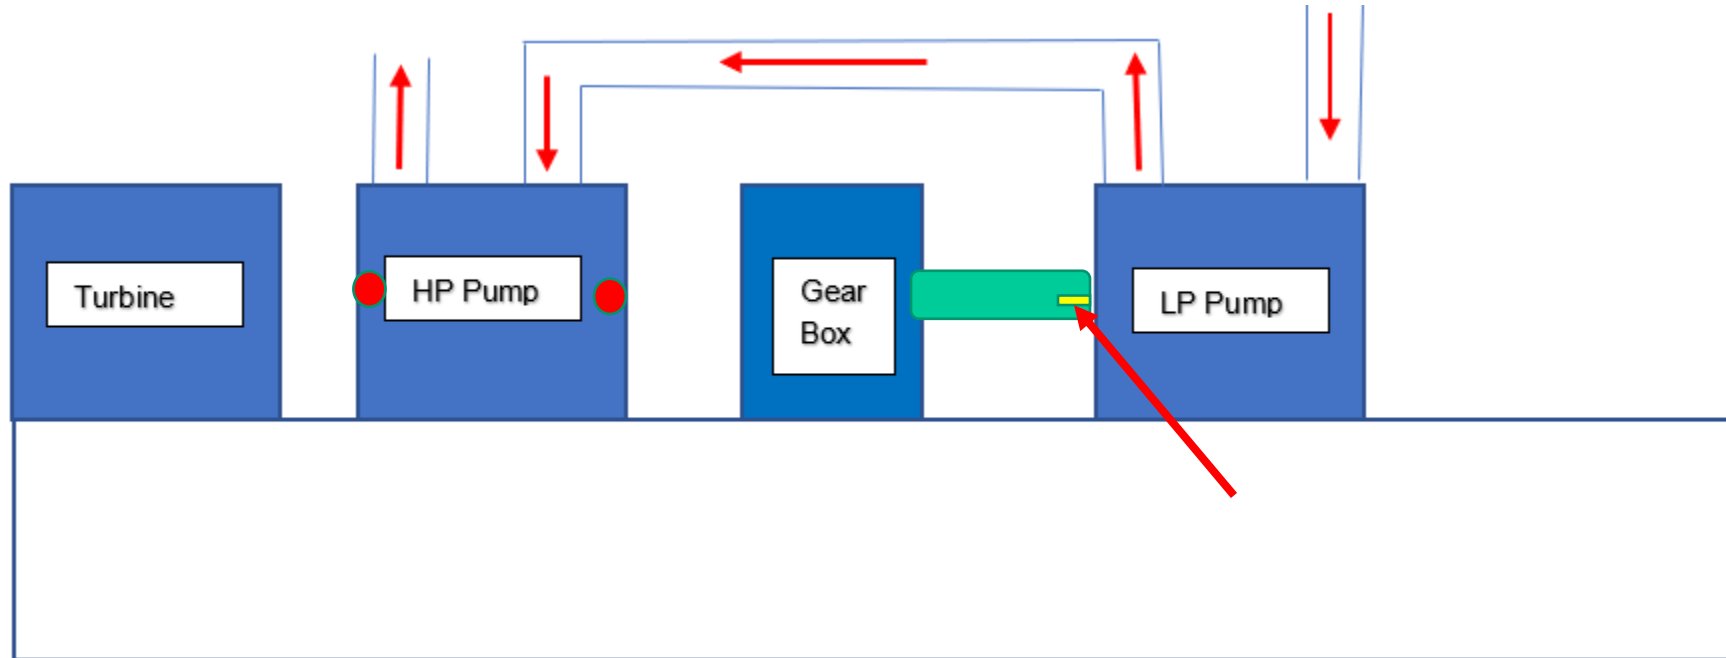 Turbine
HP Pump
Gear
Box
LP Pump